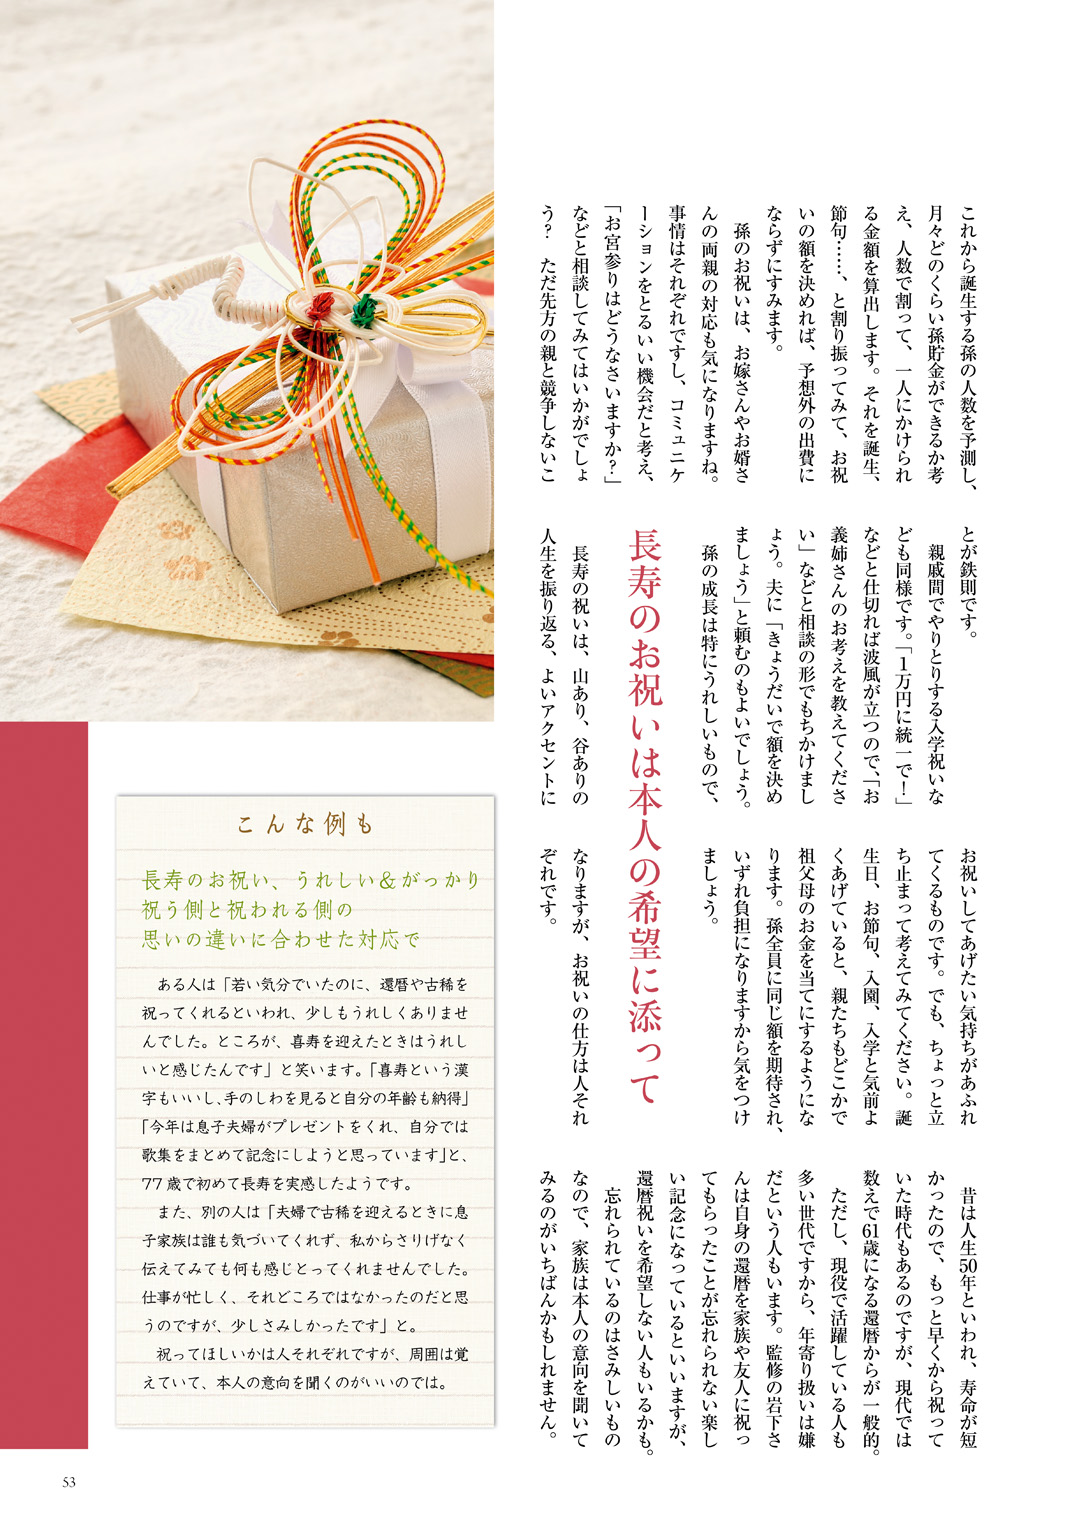 これから誕生する孫の人数を予測し、
月々どのくらい孫貯金ができるか考
え、人数で割って、一人にかけられ
る金額を算出します。それを誕生、
節句……、と割り振ってみて、お祝
いの額を決めれば、予想外の出費に
ならずにすみます。
孫のお祝いは、お嫁さんやお婿さ
んの両親の対応も気になりますね。
事情はそれぞれですし、コミュニケ
ーションをとるいい機会だと考え、
「お宮参りはどうなさいますか？」
などと相談してみてはいかがでしょ
う？　ただ先方の親と競争しないこ
とが鉄則です。
親戚間でやりとりする入学祝いな
ども同様です。「１万円に統一で！」
などと仕切れば波風が立つので、「お
義姉さんのお考えを教えてくださ
い」などと相談の形でもちかけまし
ょう。夫に「きょうだいで額を決め
ましょう」と頼むのもよいでしょう。
孫の成長は特にうれしいもので、
お祝いしてあげたい気持ちがあふれ
てくるものです。でも、ちょっと立
ち止まって考えてみてください。誕
生日、お節句、入園、入学と気前よ
くあげていると、親たちもどこかで
祖父母のお金を当てにするようにな
ります。孫全員に同じ額を期待され、
いずれ負担になりますから気をつけ
ましょう。
長寿のお祝いは本人の希望に添って
長寿の祝いは、山あり、谷ありの
人生を振り返る、よいアクセントに
なりますが、お祝いの仕方は人それ
ぞれです。
昔は人生50年といわれ、寿命が短
かったので、もっと早くから祝って
いた時代もあるのですが、現代では
数えで61歳になる還暦からが一般的。
ただし、現役で活躍している人も
多い世代ですから、年寄り扱いは嫌
だという人もいます。監修の岩下さ
んは自身の還暦を家族や友人に祝っ
てもらったことが忘れられない楽し
い記念になっているといいますが、
還暦祝いを希望しない人もいるかも。
忘れられているのはさみしいもの
なので、家族は本人の意向を聞いて
みるのがいちばんかもしれません。
こんな例も
長寿のお祝い、うれしい＆がっかり
祝う側と祝われる側の
思いの違いに合わせた対応で
ある人は「若い気分でいたのに、還暦や古稀を
祝ってくれるといわれ、少しもうれしくありませ
んでした。ところが、喜寿を迎えたときはうれし
いと感じたんです」と笑います。「喜寿という漢
字もいいし、手のしわを見ると自分の年齢も納得」
「今年は息子夫婦がプレゼントをくれ、自分では
歌集をまとめて記念にしようと思っています」と、
77歳で初めて長寿を実感したようです。
また、別の人は「夫婦で古稀を迎えるときに息
子家族は誰も気づいてくれず、私からさりげなく
伝えてみても何も感じとってくれませんでした。
仕事が忙しく、それどころではなかったのだと思
うのですが、少しさみしかったです」と。
祝ってほしいかは人それぞれですが、周囲は覚
えていて、本人の意向を聞くのがいいのでは。
53